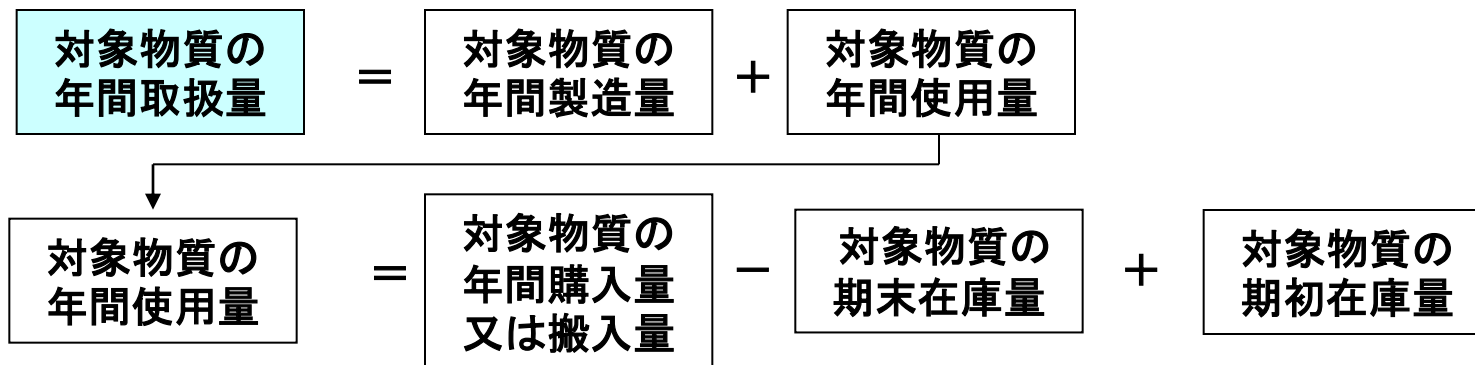 対象物質の
年間取扱量
＝
対象物質の
年間製造量
＋
対象物質の
年間使用量
対象物質の
年間使用量
＝
対象物質の
年間購入量
又は搬入量
－
対象物質の
期末在庫量
＋
対象物質の
期初在庫量